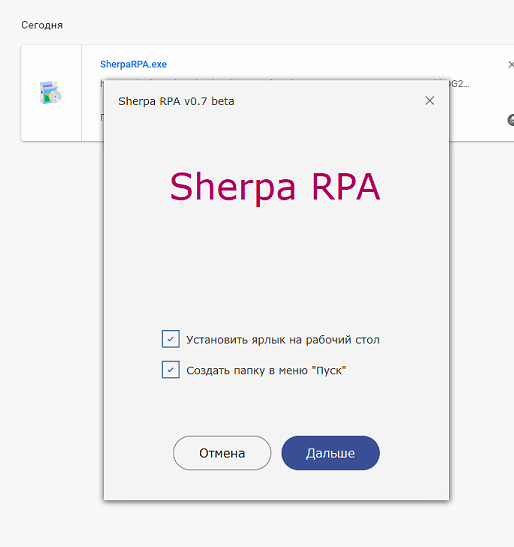 Сегодня
SherpaRPA.exe
Sherpa RPA v0.7 beta
Sherpa RPA
Установить ярлык на рабочий стол
Создать папку в меню "Пуск"
Отмена
Дальше